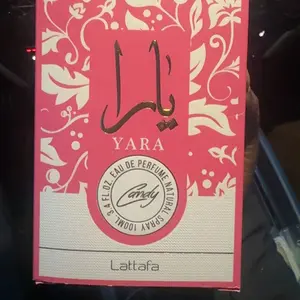 يارا
YARA
EAU DE PERFUME NATURAL SPRAY 100ML 3.4 FL.OZ.
Candy
Lattafa